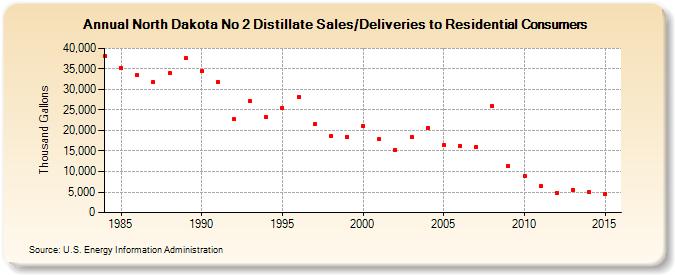 Annual North Dakota No 2 Distillate Sales/Deliveries to Residential Consumers
Thousand Gallons
40,000
35,000
30,000
25,000
20,000
15,000
10,000
5,000
0
1985 1990 1995 2000 2005 2010 2015
Source: U.S. Energy Information Administration